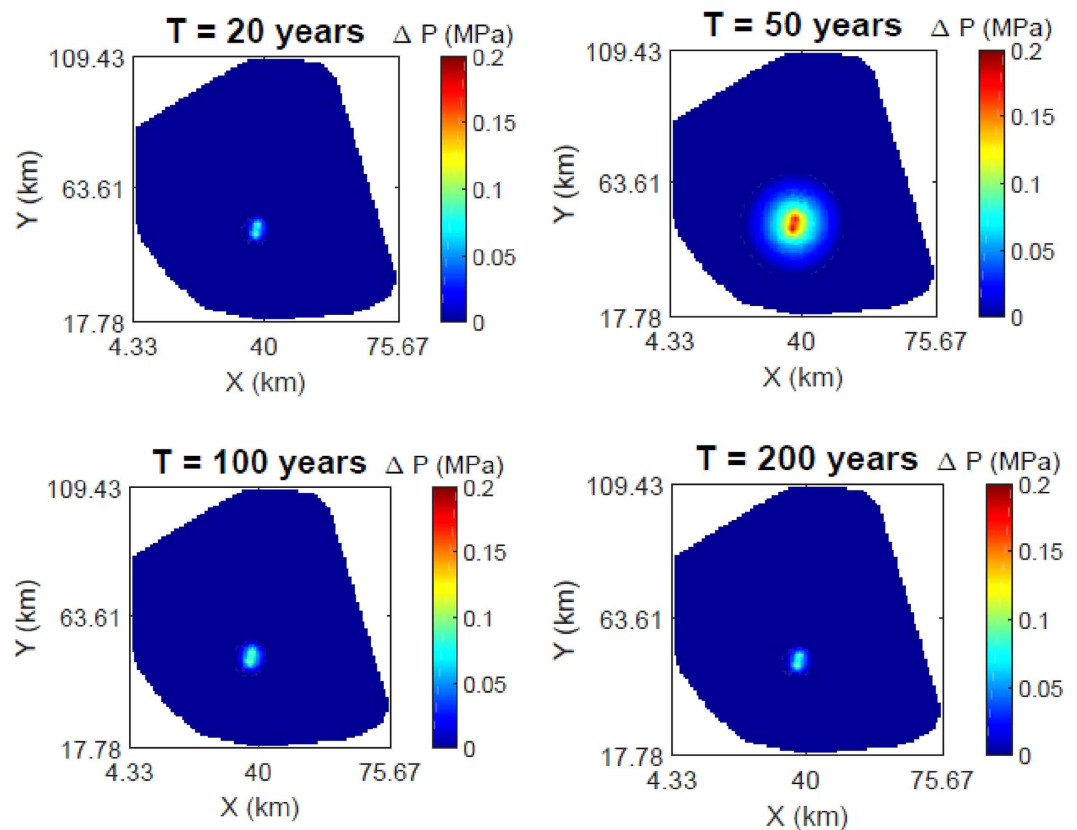 T = 20 years Δ P (MPa)
109.43
63.61
17.78
Y (km)
4.33 40 75.67
X (km)
0.2
0.15
0.1
0.05
0
T = 50 years Δ P (MPa)
109.43
63.61
17.78
Y (km)
4.33 40 75.67
X (km)
0.2
0.15
0.1
0.05
0
T = 100 years Δ P (MPa)
109.43
63.61
17.78
Y (km)
4.33 40 75.67
X (km)
0.2
0.15
0.1
0.05
0
T = 200 years Δ P (MPa)
109.43
63.61
17.78
Y (km)
4.33 40 75.67
X (km)
0.2
0.15
0.1
0.05
0